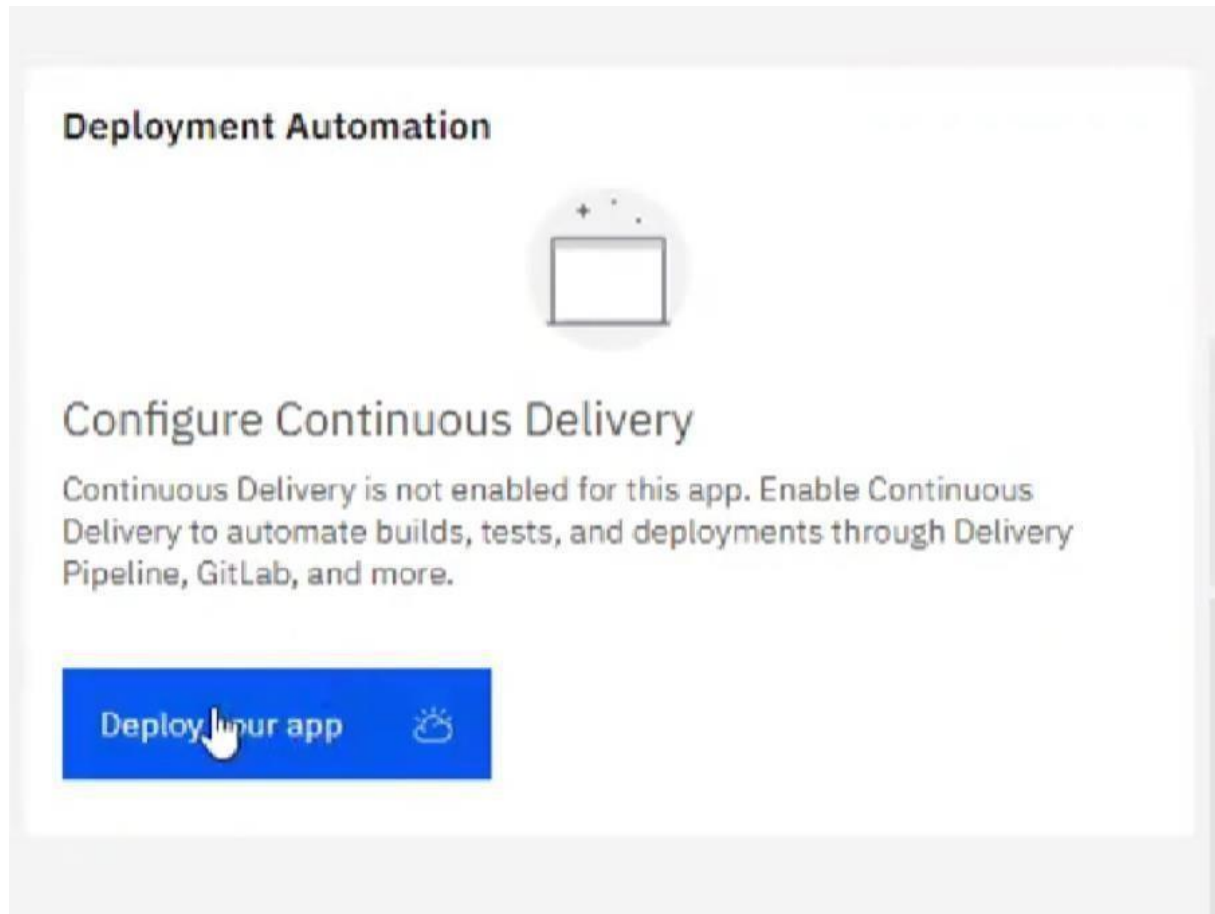 Deployment Automation
Configure Continuous Delivery
Continuous Delivery is not enabled for this app. Enable Continuous
Delivery to automate builds, tests, and deployments through Delivery
Pipeline, GitLab, and more.
Deploy your app